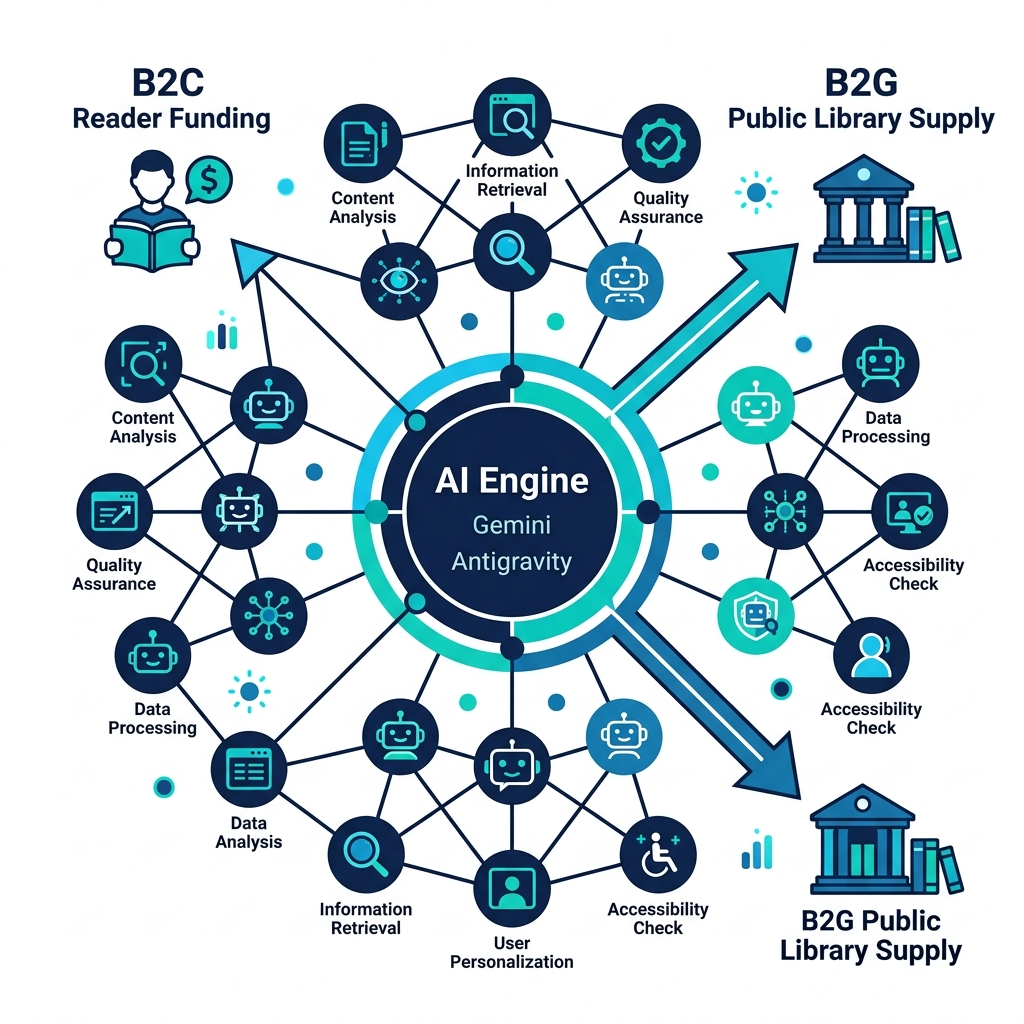 B2C
Reader Funding
B2G
Public Library Supply
$
Content
Analysis
Information
Retrieval
Quality
Assurance
Content
Analysis
Data
Processing
AI Engine
Gemini
Antigravity
Quality
Assurance
Accessibility
Check
Data
Processing
Accessibility
Check
Data
Analysis
Information
Retrieval
User
Personalization
Accessibility
Check
B2G Public
Library Supply